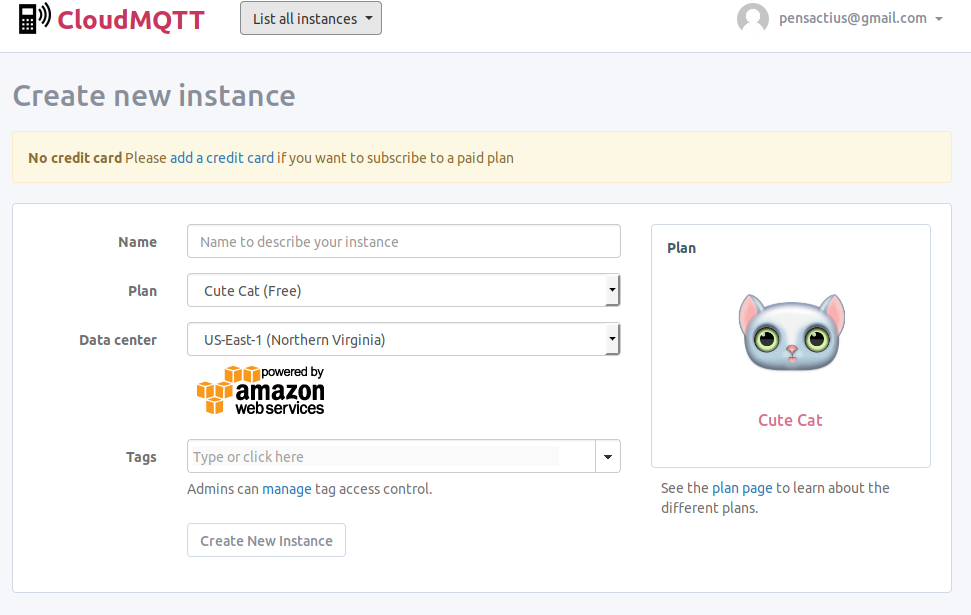 CloudMQTT
List all instances
pensactius@gmail.com
Create new instance
No credit card Please add a credit card if you want to subscribe to a paid plan
Name
Name to describe your instance
Plan
Cute Cat (Free)
Data center
US-East-1 (Northern Virginia)
powered by
amazon
web services
Tags
Type or click here
Admins can manage tag access control.
Create New Instance
Plan
Cute Cat
See the plan page to learn about the
different plans.